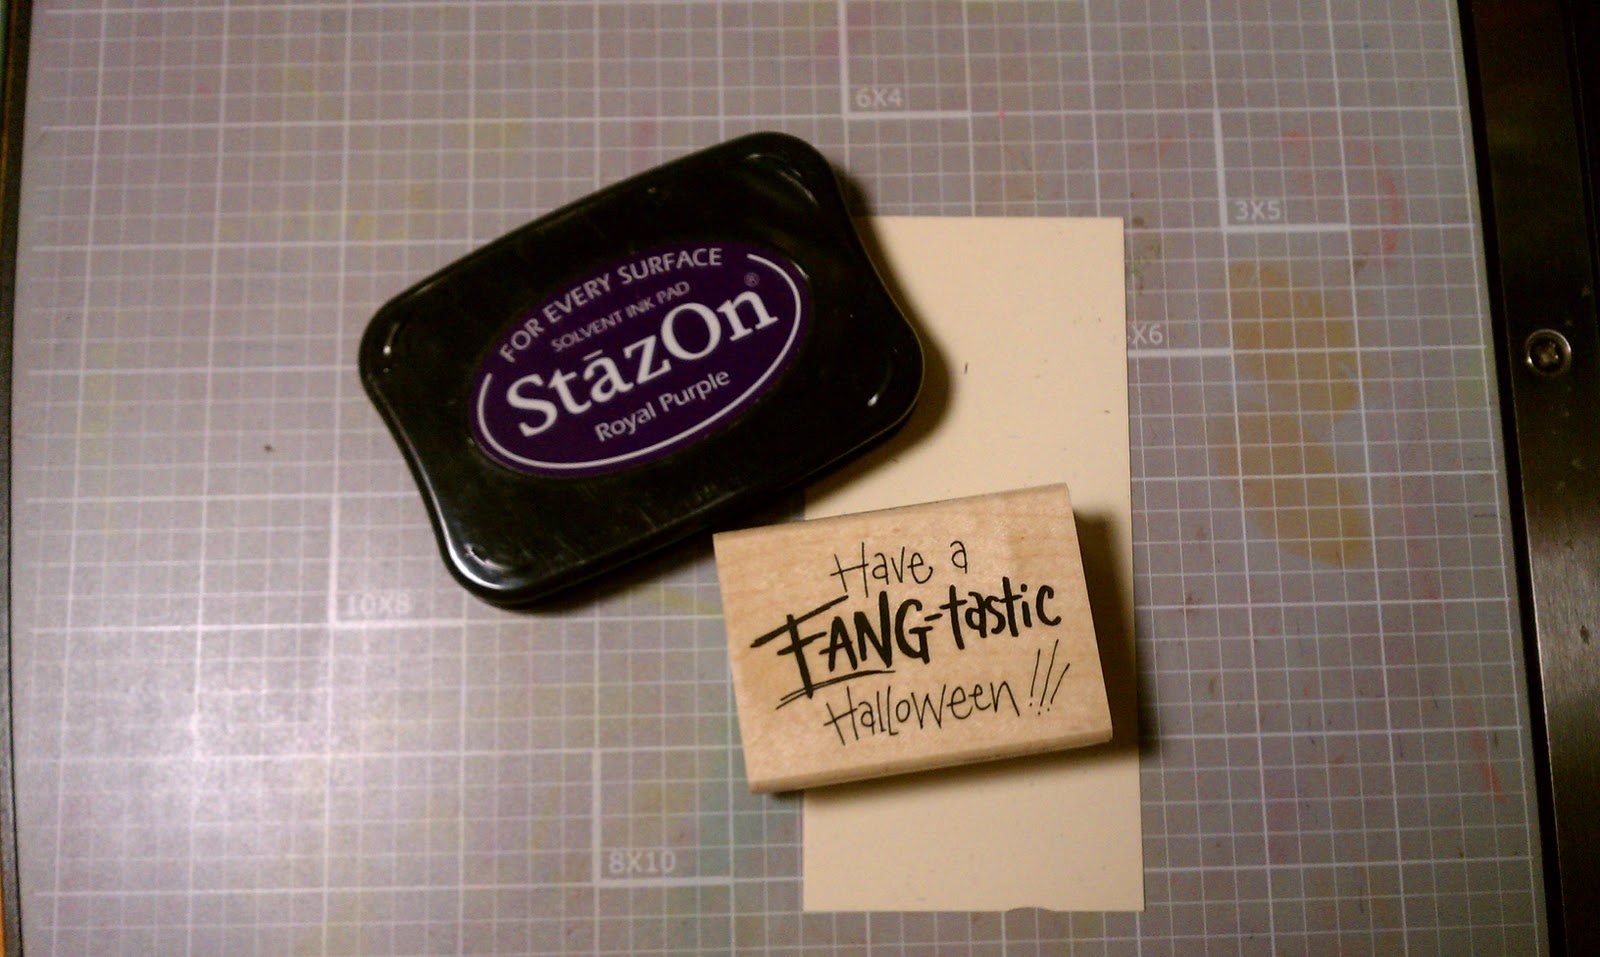 6X4
3X5
X6
FOR EVERY SURFACE
SOLVENT INK PAD
StāzOn®
Royal Purple
Have a
FANG-tastic
Halloween!!!
10X8
8X10